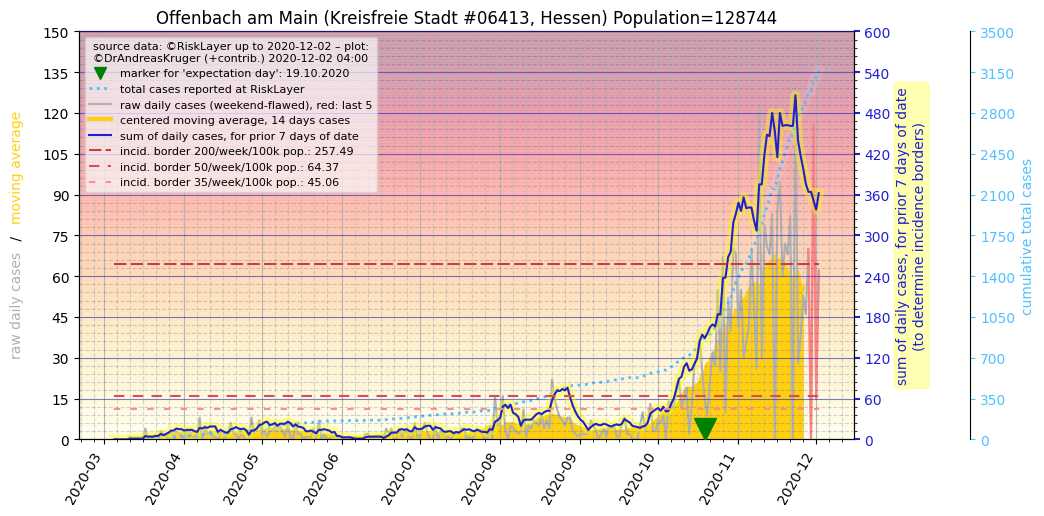 Offenbach am Main (Kreisfreie Stadt #06413, Hessen) Population=128744
source data: ©RiskLayer up to 2020-12-02 – plot:
©DrAndreasKruger (+contrib.) 2020-12-02 04:00
marker for 'expectation day': 19.10.2020
total cases reported at RiskLayer
raw daily cases (weekend-flawed), red: last 5
centered moving average, 14 days cases
sum of daily cases, for prior 7 days of date
incid. border 200/week/100k pop.: 257.49
incid. border 50/week/100k pop.: 64.37
incid. border 35/week/100k pop.: 45.06
raw daily cases / moving average
150
135
120
105
90
75
60
45
30
15
0
2020-03
2020-04
2020-05
2020-06
2020-07
2020-08
2020-09
2020-10
2020-11
2020-12
600
540
480
420
360
300
240
180
120
60
0
sum of daily cases, for prior 7 days of date
(to determine incidence borders)
3500
3150
2800
2450
2100
1750
1400
1050
700
350
0
cumulative total cases